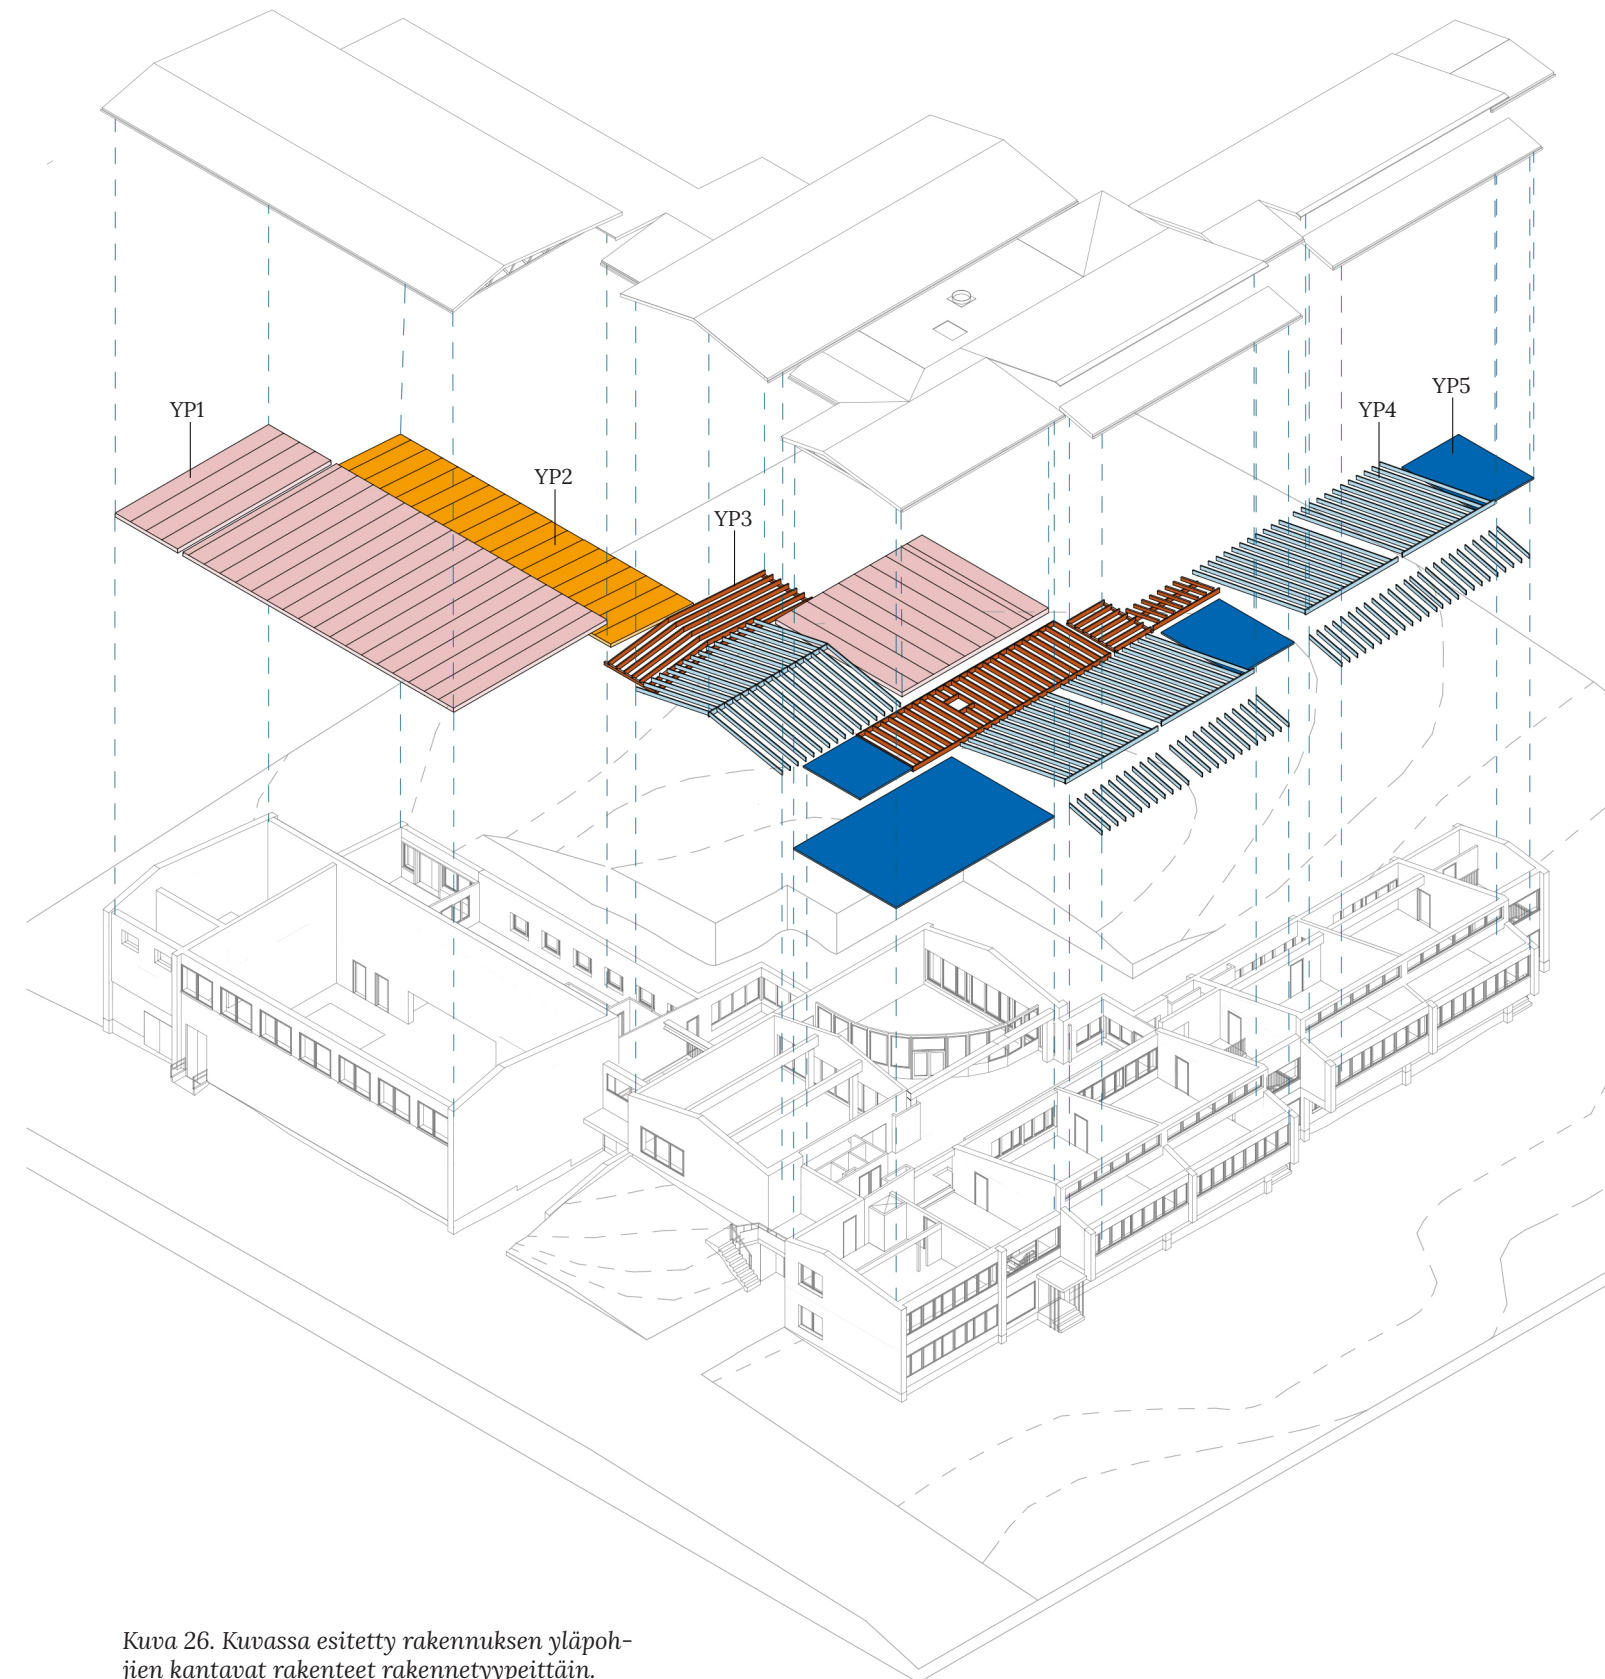 YP5
YP4
YP1
YP2
YP3
Kuva 26. Kuvassa esitetty rakennuksen yläpoh-
jien kantavat rakenteet rakennetyypeittäin.